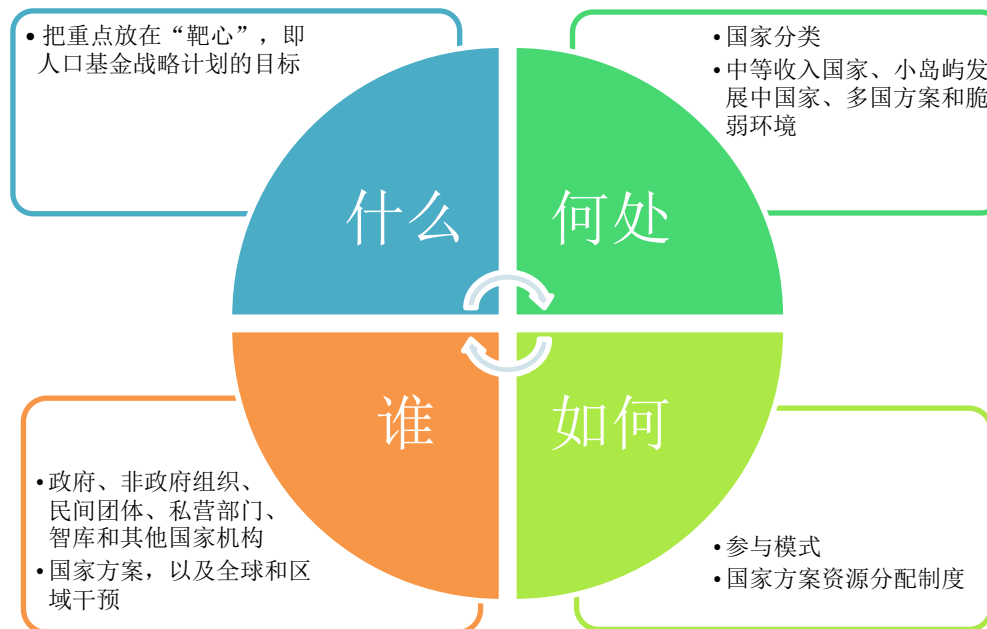 • 把重点放在“靶心”，即
人口基金战略计划的目标
• 国家分类
• 中等收入国家、小岛屿发
展中国家、多国方案和脆
弱环境
什么
何处
谁
如何
• 政府、非政府组织、
民间团体、私营部门、
智库和其他国家机构
• 国家方案，以及全球和区
域干预
• 参与模式
• 国家方案资源分配制度